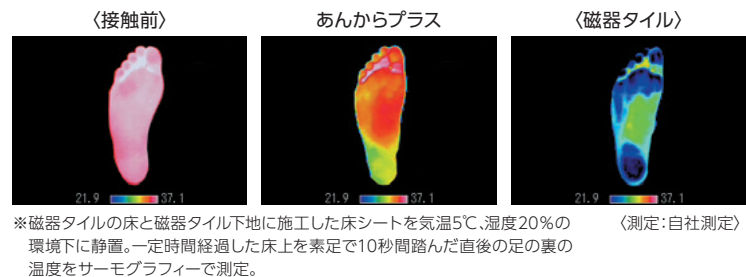 〈接触前〉
あんからプラス
〈磁器タイル〉
21.9 37.1
21.9 37.1
21.9 37.1
※磁器タイルの床と磁器タイル下地に施工した床シートを気温5℃、湿度20%の
環境下に静置。一定時間経過した床上を素足で10秒間踏んだ直後の足の裏の
温度をサーモグラフィーで測定。
〈測定:自社測定〉